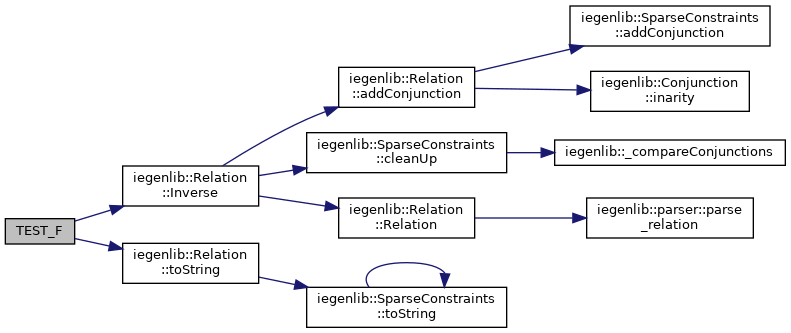 TEST_F
iegenlib::Relation
::Inverse
iegenlib::Relation
::toString
iegenlib::Relation
::addConjunction
iegenlib::SparseConstraints
::cleanUp
iegenlib::Relation
::Relation
iegenlib::SparseConstraints
::toString
iegenlib::SparseConstraints
::addConjunction
iegenlib::Conjunction
::inarity
iegenlib::_compareConjunctions
iegenlib::parser::parse
_relation